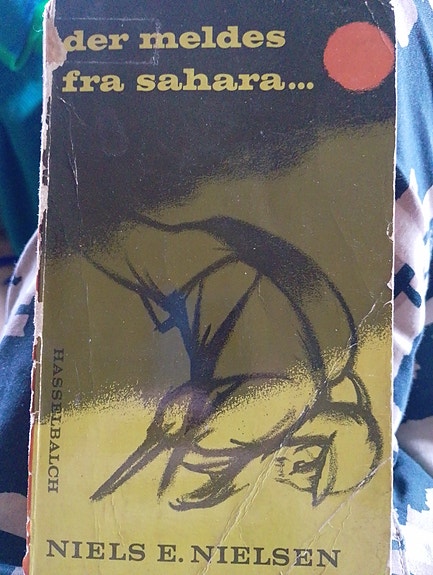 der meldes
fra sahara...
HASSELBALCH
NIELS E. NIELSEN